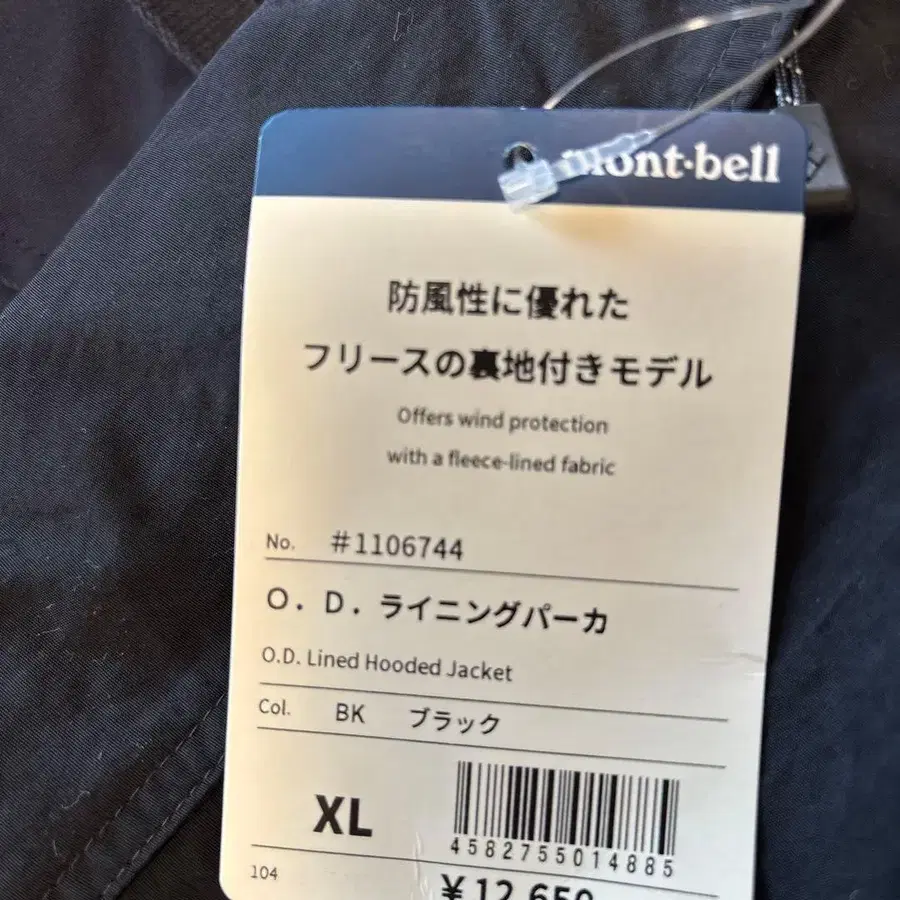 mont·bell
防風性に優れた
フリースの裏地付きモデル
Offers wind protection
with a fleece-lined fabric
No. #1106744
O. D. ライニングパーカ
O.D. Lined Hooded Jacket
Col. BK ブラック
XL
4582755014885
104
¥12,650